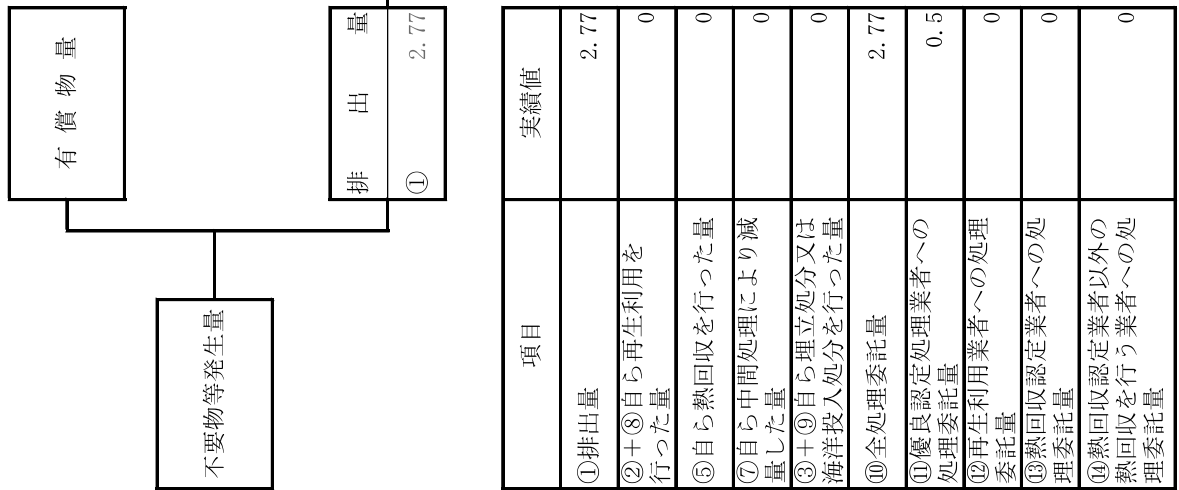 有償物量
排出量
① 2.77
不要物等発生量
項目 実績値
①排出量 2.77
②＋⑧自ら再生利用を 0
行った量
⑤自ら熱回収を行った量 0
⑦自ら中間処理により減 0
量した量
③＋⑨自ら埋立処分又は 0
海洋投入処分を行った量
⑩全処理委託量 2.77
⑪優良認定処理業者への 0.5
処理委託量
⑫再生利用業者への処理 0
委託量
⑬熱回収認定業者への処 0
理委託量
⑭熱回収認定業者以外の 0
熱回収を行う業者への処
理委託量